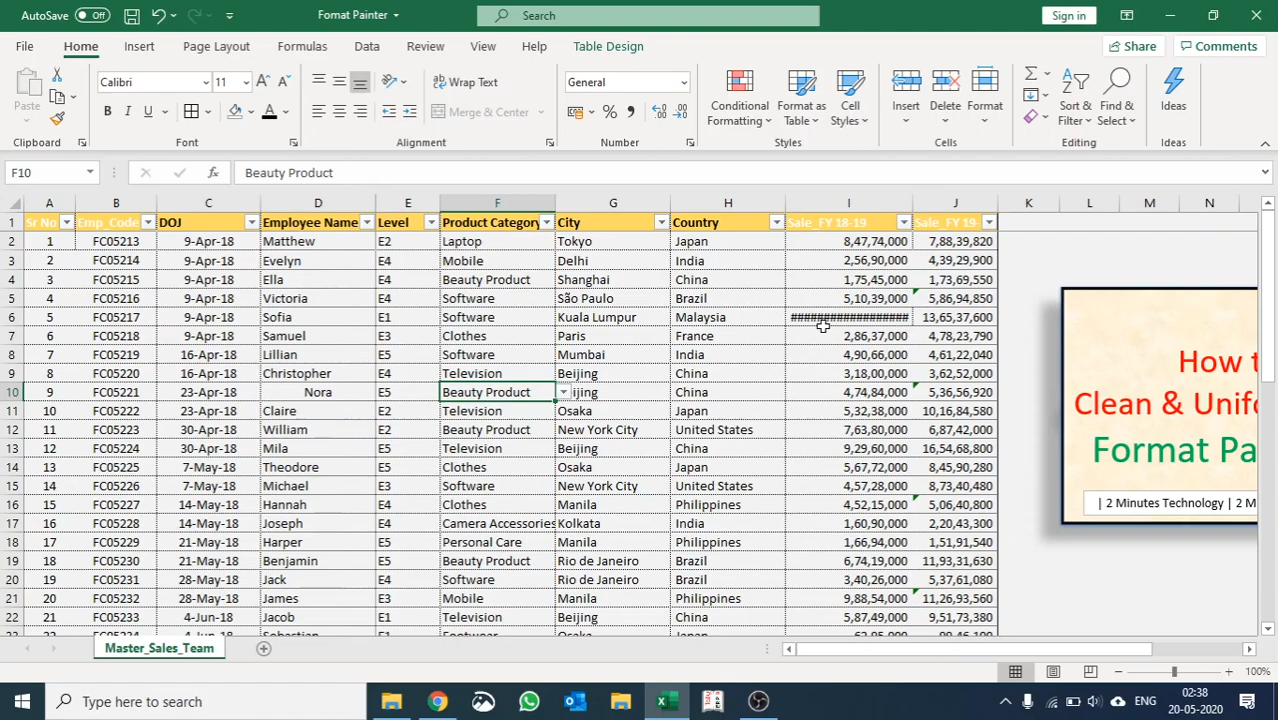 AutoSave Off Fomat Painter Search Sign in
File Home Insert Page Layout Formulas Data Review View Help Table Design Share Comments
Paste Calibri 11 Wrap Text General Conditional Formatting Format as Table Cell Styles Insert Delete Format Sort & Filter Find & Select Ideas
B I U Merge & Center
Clipboard Font Alignment Number Styles Cells Editing Ideas
F10 fx Beauty Product
A B C D E F G H I J K L M N
1 Sr No Emp_Code DOJ Employee Name Level Product Category City Country Sale_FY 18-19 Sale_FY 19-
2 1 FC05213 9-Apr-18 Matthew E2 Laptop Tokyo Japan 8,47,74,000 7,88,39,820
3 2 FC05214 9-Apr-18 Evelyn E4 Mobile Delhi India 2,56,90,000 4,39,29,900
4 3 FC05215 9-Apr-18 Ella E4 Beauty Product Shanghai China 1,75,45,000 1,73,69,550
5 4 FC05216 9-Apr-18 Victoria E4 Software São Paulo Brazil 5,10,39,000 5,86,94,850
6 5 FC05217 9-Apr-18 Sofia E1 Software Kuala Lumpur Malaysia ################## 13,65,37,600
7 6 FC05218 9-Apr-18 Samuel E3 Clothes Paris France 2,86,37,000 4,78,23,790
8 7 FC05219 16-Apr-18 Lillian E5 Software Mumbai India 4,90,66,000 4,61,22,040
9 8 FC05220 16-Apr-18 Christopher E4 Television Beijing China 3,18,00,000 3,62,52,000
10 9 FC05221 23-Apr-18 Nora E5 Beauty Product ijing China 4,74,84,000 5,36,56,920
11 10 FC05222 23-Apr-18 Claire E2 Television Osaka Japan 5,32,38,000 10,16,84,580
12 11 FC05223 30-Apr-18 William E2 Beauty Product New York City United States 7,63,80,000 6,87,42,000
13 12 FC05224 30-Apr-18 Mila E5 Television Beijing China 9,29,60,000 16,54,68,800
14 13 FC05225 7-May-18 Theodore E5 Clothes Osaka Japan 5,67,72,000 8,45,90,280
15 14 FC05226 7-May-18 Michael E3 Software New York City United States 4,57,28,000 8,73,40,480
16 15 FC05227 14-May-18 Hannah E4 Clothes Manila Philippines 4,52,15,000 5,06,40,800
17 16 FC05228 14-May-18 Joseph E4 Camera Accessories Kolkata India 1,60,90,000 2,20,43,300
18 17 FC05229 21-May-18 Harper E5 Personal Care Manila Philippines 1,66,94,000 1,51,91,540
19 18 FC05230 21-May-18 Benjamin E5 Beauty Product Rio de Janeiro Brazil 6,74,19,000 11,93,31,630
20 19 FC05231 28-May-18 Jack E4 Software Rio de Janeiro Brazil 3,40,26,000 5,37,61,080
21 20 FC05232 28-May-18 James E3 Mobile Manila Philippines 9,88,54,000 11,26,93,560
22 21 FC05233 4-Jun-18 Jacob E1 Television Beijing China 5,87,49,000 9,51,73,380
How t
Clean & Unifo
Format Pa
| 2 Minutes Technology | 2 M
Master_Sales_Team
100%
Type here to search ENG 02:38
20-05-2020